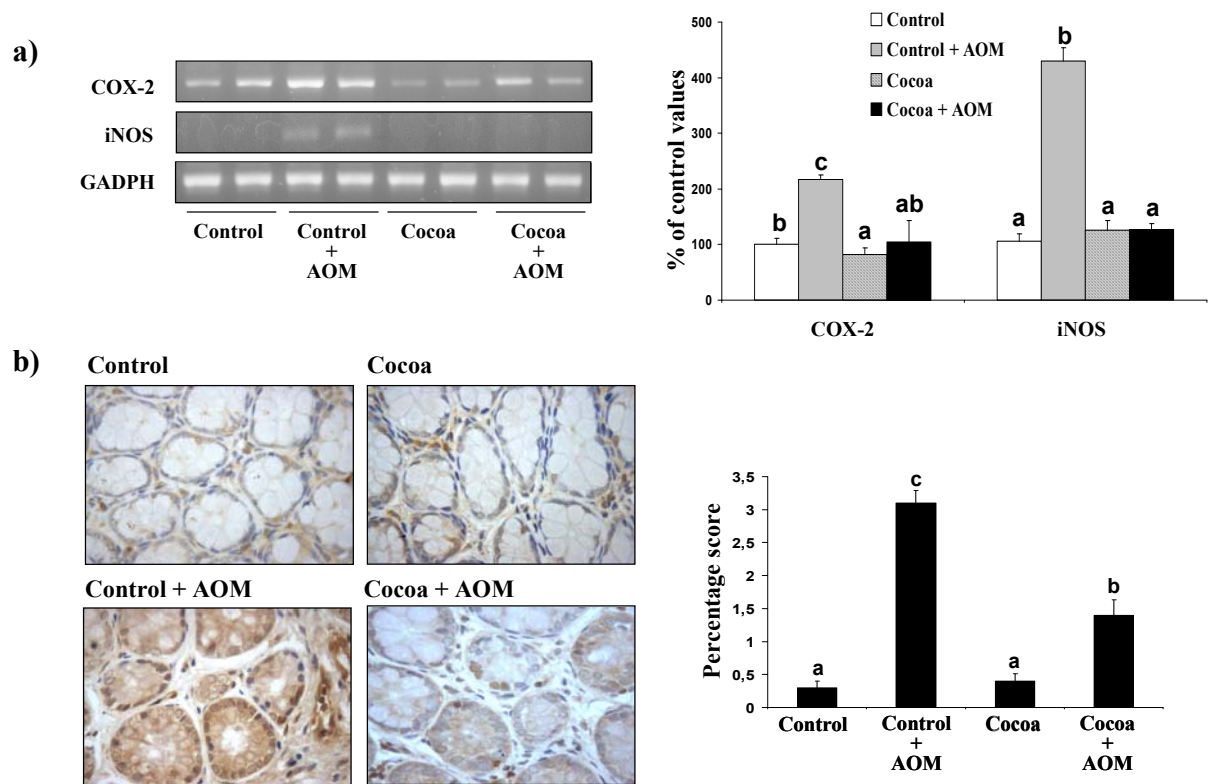 a)
COX-2
iNOS
GADPH
Control
Control
+
AOM
Cocoa
Cocoa
+
AOM
Control
Control + AOM
Cocoa
Cocoa + AOM
% of control values
500
400
300
200
100
0
b
c
a
ab
a
b
a
a
COX-2
iNOS
b)
Control
Cocoa
Control + AOM
Cocoa + AOM
Percentage score
3,5
3
2,5
2
1,5
1
0,5
0
a
c
a
b
Control
Control
+
AOM
Cocoa
Cocoa
+
AOM